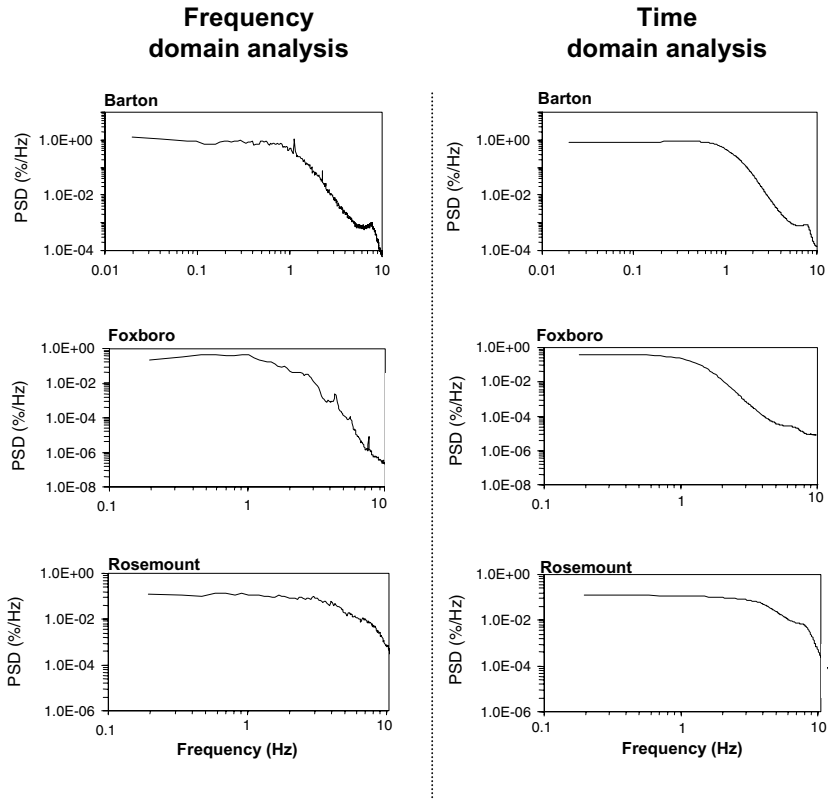 Frequency
domain analysis
Time
domain analysis
Barton
PSD (%/Hz)
1.0E+00
1.0E-02
1.0E-04
0.01
0.1
1
10
Barton
PSD (%/Hz)
1.0E+00
1.0E-02
1.0E-04
0.01
0.1
1
10
Foxboro
PSD (%/Hz)
1.0E+00
1.0E-02
1.0E-04
1.0E-06
1.0E-08
0.1
1
10
Foxboro
PSD (%/Hz)
1.0E+00
1.0E-02
1.0E-04
1.0E-06
1.0E-08
0.1
1
10
Rosemount
PSD (%/Hz)
1.0E+00
1.0E-02
1.0E-04
1.0E-06
0.1
1
10
Frequency (Hz)
Rosemount
PSD (%/Hz)
1.0E+00
1.0E-02
1.0E-04
1.0E-06
0.1
1
10
Frequency (Hz)